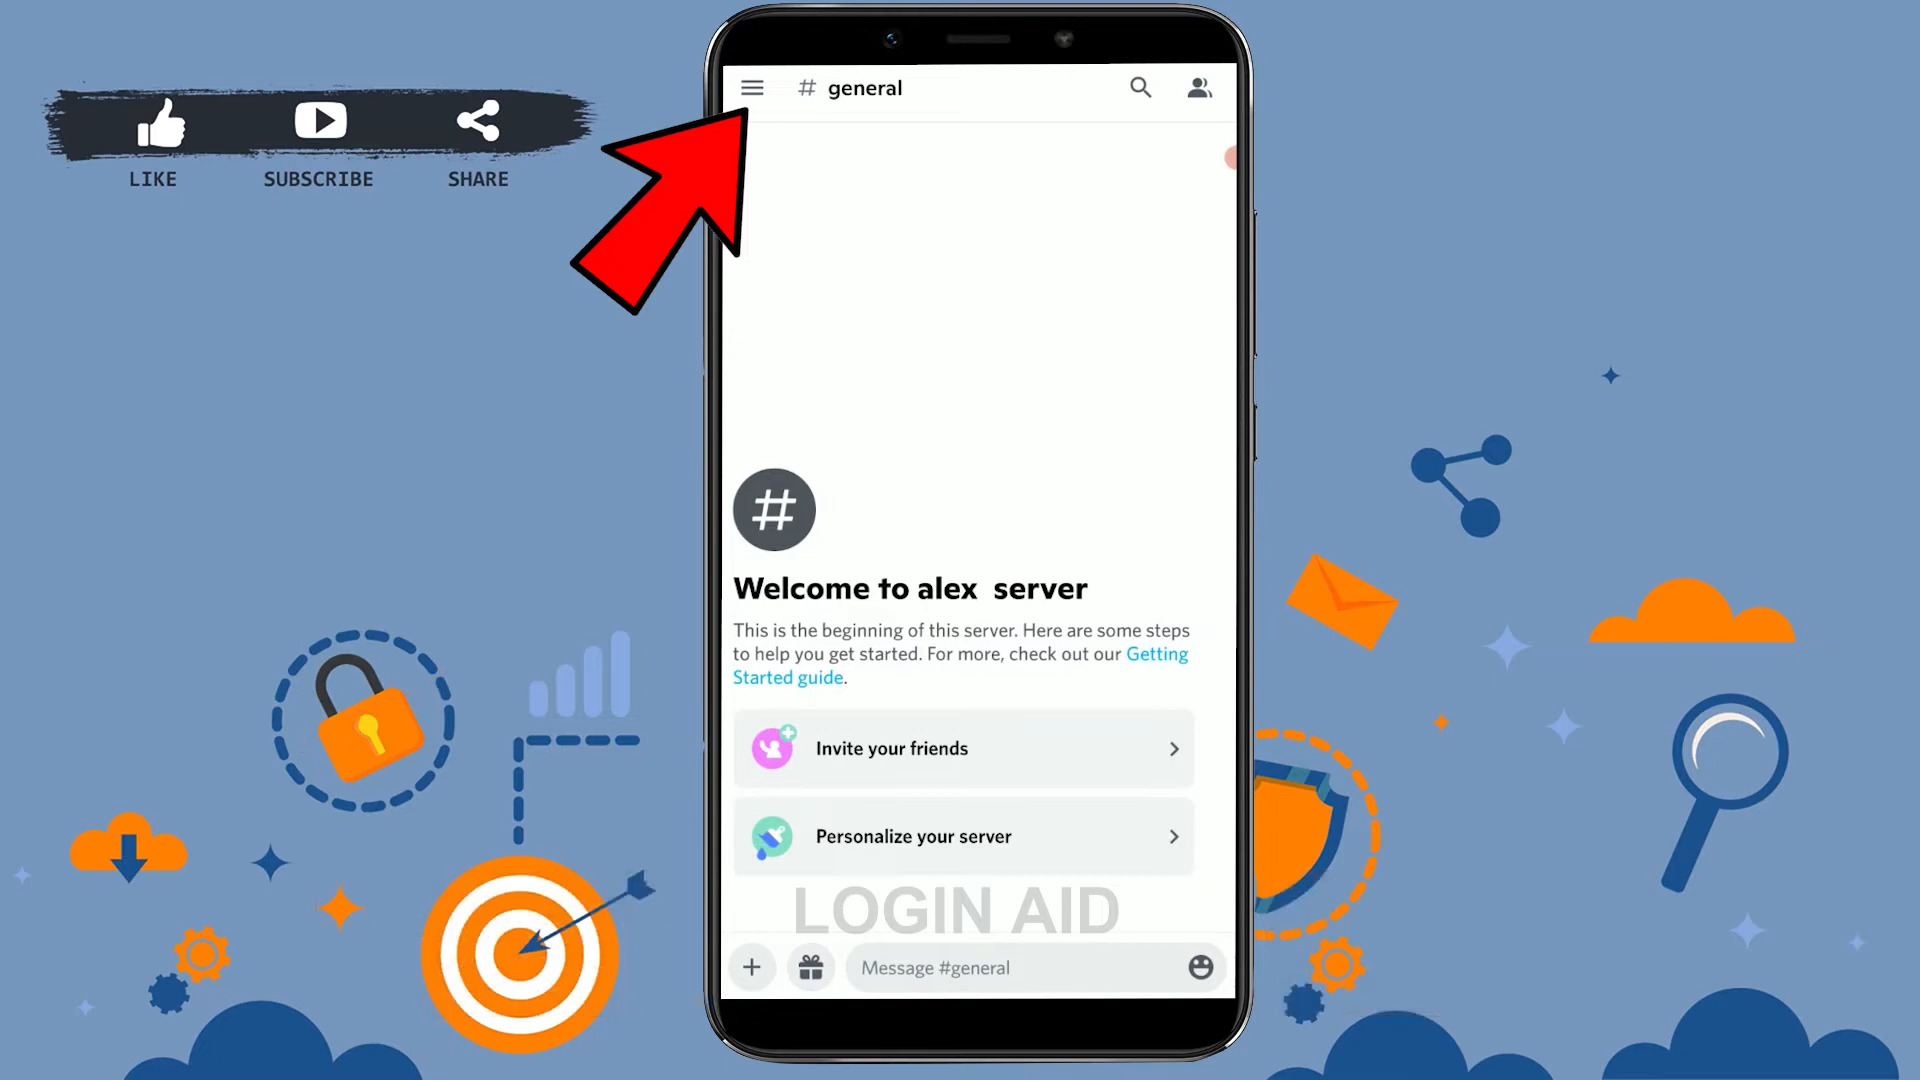 LIKE
SUBSCRIBE
SHARE
# general
#
Welcome to alex  server
This is the beginning of this server. Here are some steps
to help you get started. For more, check out our Getting
Started guide.
Invite your friends
Personalize your server
LOGIN AID
Message #general